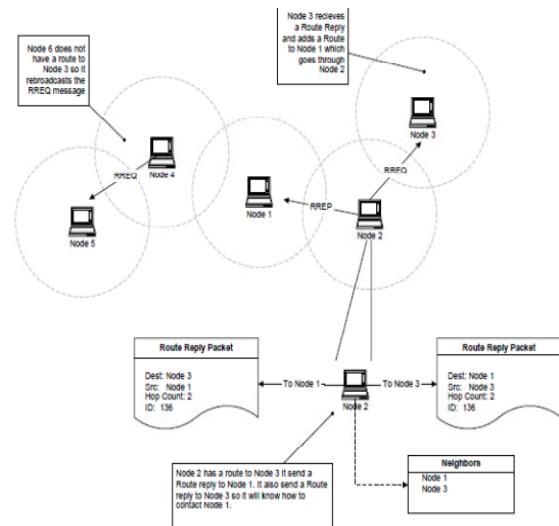 Node 3 recieves
a Route Reply
and adds a Route
to Node 1 which
goes through
Node 2
Node 6 does not
have a route to
Node 3 so it
rebroadcasts the
RREQ message
Node 3
RREQ
Node 4
RREQ
Node 1
RREP
Node 2
Node 5
Route Reply Packet
Dest: Node 3
Src: Node 1
Hop Count: 2
ID: 136
To Node 1
To Node 3
Node 2
Route Reply Packet
Dest: Node 1
Src: Node 3
Hop Count: 2
ID: 136
Node 2 has a route to Node 3 It send a
Route reply to Node 1. It also send a Route
reply to Node 3 so it will know how to
contact Node 1.
Neighbors
Node 1
Node 3